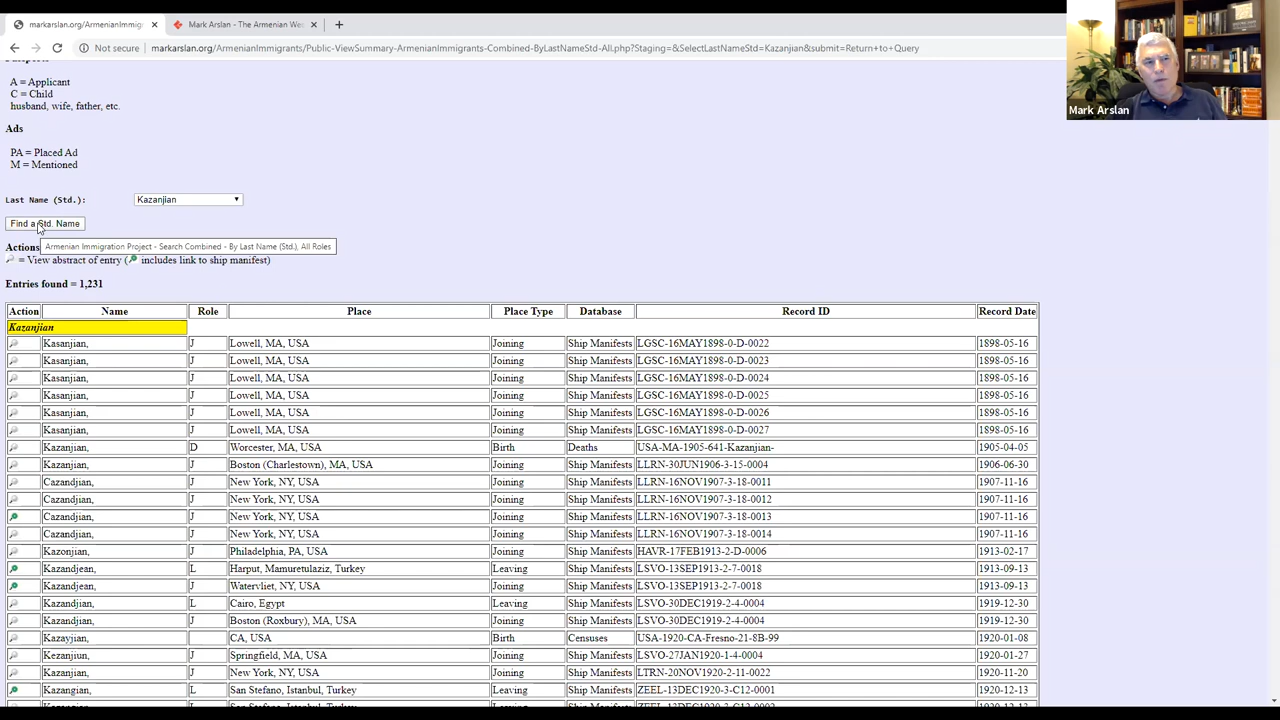 markarslan.org/ArmenianImmigr
Mark Arslan - The Armenian Wee
Not secure
markarslan.org/ArmenianImmigrants/Public-ViewSummary-ArmenianImmigrants-Combined-ByLastNameStd-All.php?Staging=&SelectLastNameStd=Kazanjian&submit=Return+to+Query
A = Applicant
C = Child
husband, wife, father, etc.
Ads
PA = Placed Ad
M = Mentioned
Last Name (Std.): Kazanjian
Find a Std. Name
Actions
Armenian Immigration Project - Search Combined - By Last Name (Std.), All Roles
= View abstract of entry ( includes link to ship manifest)
Entries found = 1,231
Action Name Role Place Place Type Database Record ID Record Date
Kazanjian
Kasanjian, J Lowell, MA, USA Joining Ship Manifests LGSC-16MAY1898-0-D-0022 1898-05-16
Kasanjian, J Lowell, MA, USA Joining Ship Manifests LGSC-16MAY1898-0-D-0023 1898-05-16
Kasanjian, J Lowell, MA, USA Joining Ship Manifests LGSC-16MAY1898-0-D-0024 1898-05-16
Kasanjian, J Lowell, MA, USA Joining Ship Manifests LGSC-16MAY1898-0-D-0025 1898-05-16
Kasanjian, J Lowell, MA, USA Joining Ship Manifests LGSC-16MAY1898-0-D-0026 1898-05-16
Kasanjian, J Lowell, MA, USA Joining Ship Manifests LGSC-16MAY1898-0-D-0027 1898-05-16
Kazanjian, D Worcester, MA, USA Birth Deaths USA-MA-1905-641-Kazanjian- 1905-04-05
Kazanjian, J Boston (Charlestown), MA, USA Joining Ship Manifests LLRN-30JUN1906-3-15-0004 1906-06-30
Cazandjian, J New York, NY, USA Joining Ship Manifests LLRN-16NOV1907-3-18-0011 1907-11-16
Cazandjian, J New York, NY, USA Joining Ship Manifests LLRN-16NOV1907-3-18-0012 1907-11-16
Cazandjian, J New York, NY, USA Joining Ship Manifests LLRN-16NOV1907-3-18-0013 1907-11-16
Cazandjian, J New York, NY, USA Joining Ship Manifests LLRN-16NOV1907-3-18-0014 1907-11-16
Kazonjian, J Philadelphia, PA, USA Joining Ship Manifests HAVR-17FEB1913-2-D-0006 1913-02-17
Kazandjean, L Harput, Mamuretulaziz, Turkey Leaving Ship Manifests LSVO-13SEP1913-2-7-0018 1913-09-13
Kazandjean, J Watervliet, NY, USA Joining Ship Manifests LSVO-13SEP1913-2-7-0018 1913-09-13
Kazandjian, L Cairo, Egypt Leaving Ship Manifests LSVO-30DEC1919-2-4-0004 1919-12-30
Kazandjian, J Boston (Roxbury), MA, USA Joining Ship Manifests LSVO-30DEC1919-2-4-0004 1919-12-30
Kazayjian, CA, USA Birth Censuses USA-1920-CA-Fresno-21-8B-99 1920-01-08
Kezanjiun, J Springfield, MA, USA Joining Ship Manifests LSVO-27JAN1920-1-4-0004 1920-01-27
Kazanjian, J New York, NY, USA Joining Ship Manifests LTRN-20NOV1920-2-11-0022 1920-11-20
Kazangian, L San Stefano, Istanbul, Turkey Leaving Ship Manifests ZEEL-13DEC1920-3-C12-0001 1920-12-13
Mark Arslan